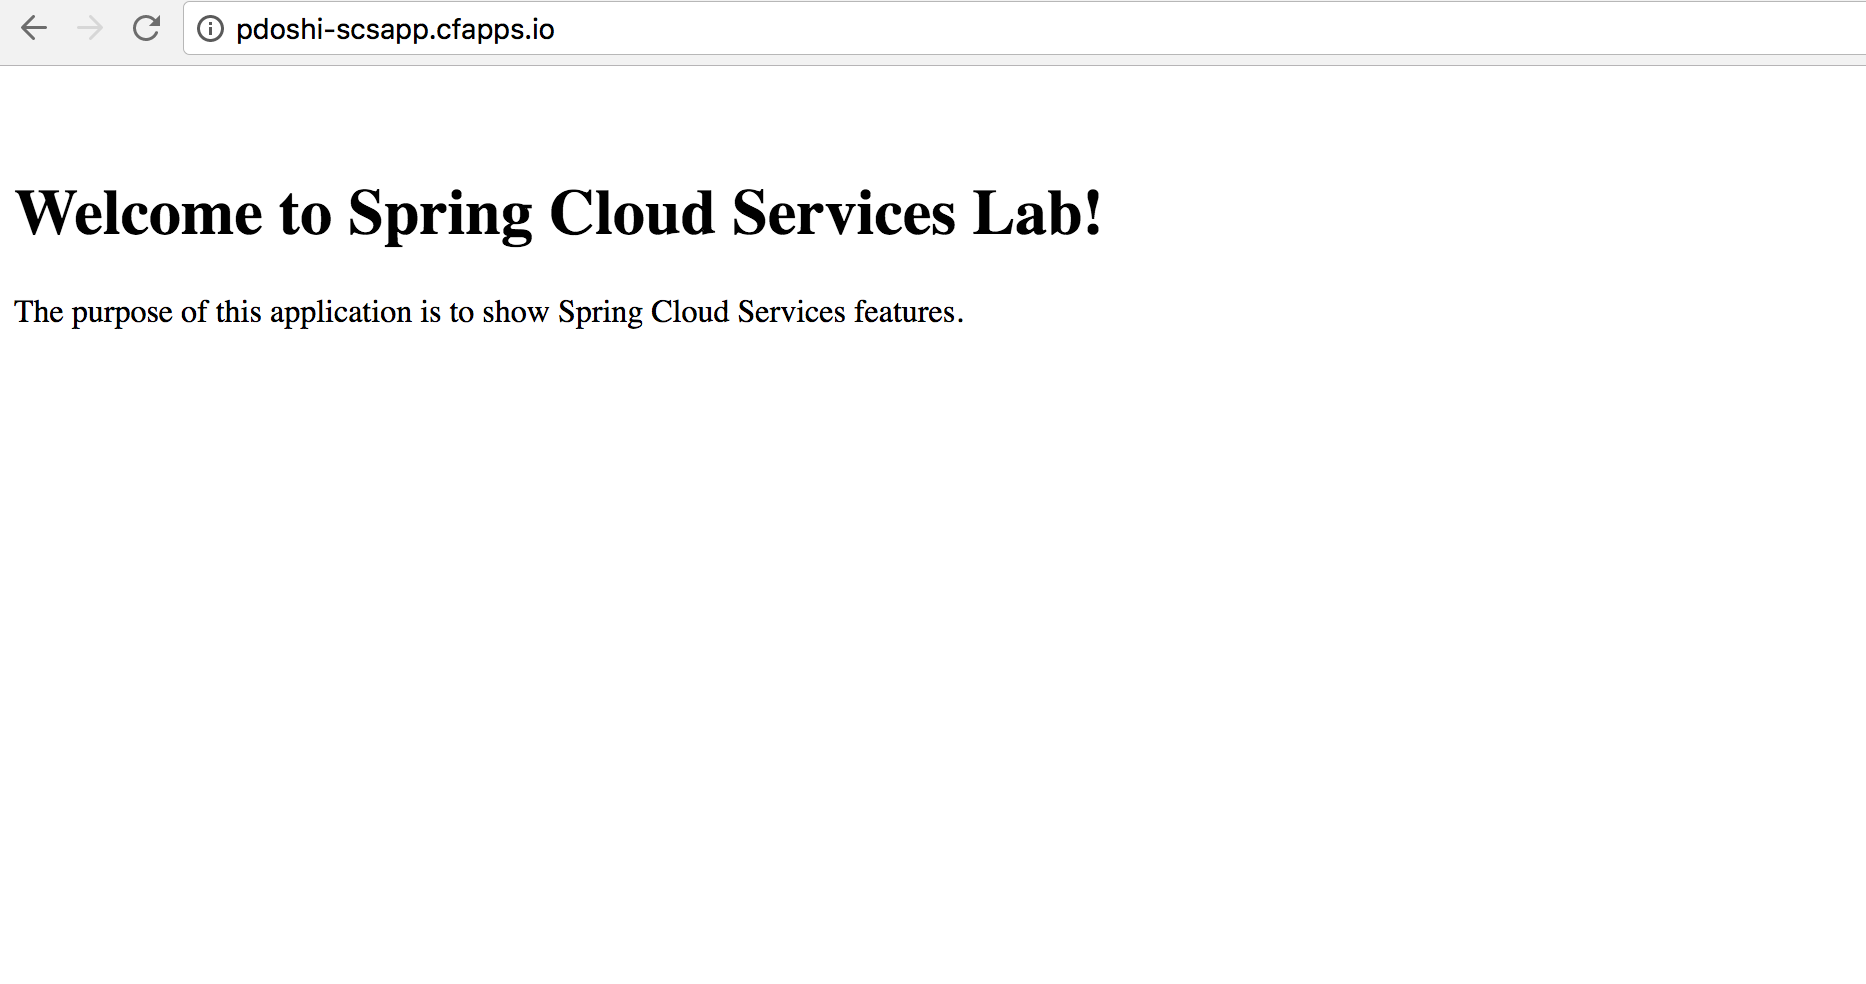 pdoshi-scsapp.cfapps.io
Welcome to Spring Cloud Services Lab!
The purpose of this application is to show Spring Cloud Services features.